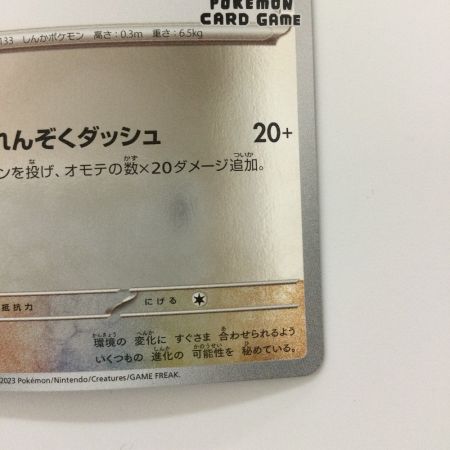 POKÉMON
CARD GAME
133 しんかポケモン 高さ:0.3m 重さ:6.5kg
れんぞくダッシュ 20+
ンを投げ、オモテの数×20ダメージ追加。
抵抗力 にげる
環境の 変化に すぐさま 合わせられるよう
いくつもの 進化の 可能性を 秘めている。
2023 Pokémon/Nintendo/Creatures/GAME FREAK.